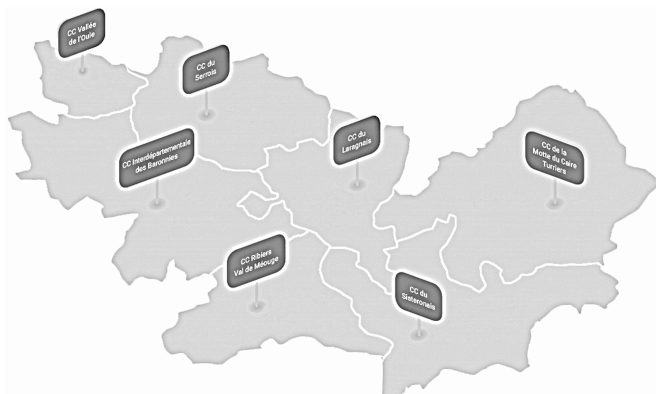 CC Vallée
de l'Oule
CC du
Serrois
CC Interdépartementale
des Baronnies
CC du
Laragnais
CC de la
Motte du Caire
Turriers
CC Ribiers
Val de Méouge
CC du
Sisteronais